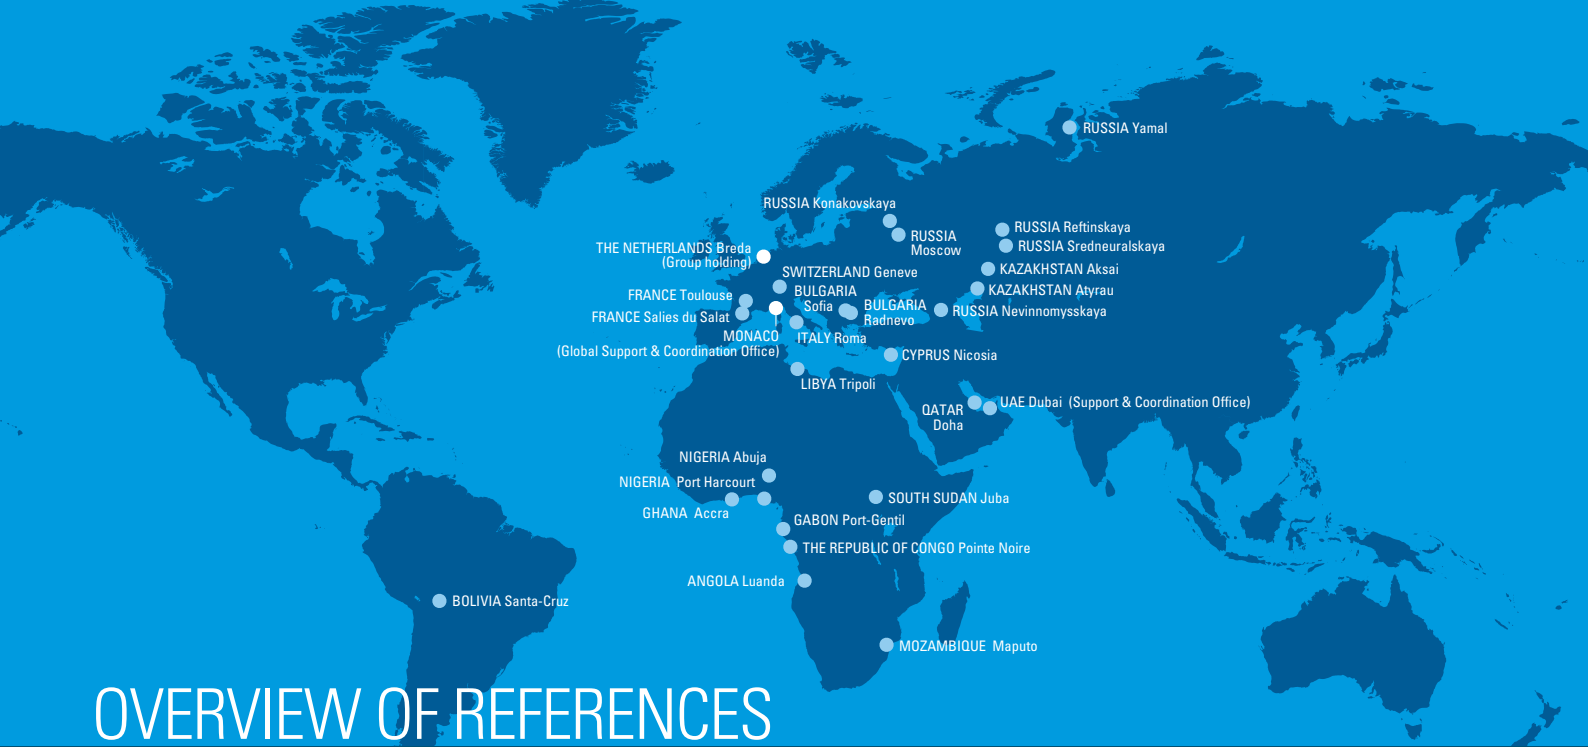 RUSSIA Yamal
RUSSIA Konakovskaya
RUSSIA Reftinskaya
RUSSIA
Moscow
RUSSIA Sredneuralskaya
THE NETHERLANDS Breda
(Group holding)
KAZAKHSTAN Aksai
SWITZERLAND Geneve
KAZAKHSTAN Atyrau
FRANCE Toulouse
BULGARIA
Sofia
BULGARIA
Radnevo
RUSSIA Nevinnomysskaya
FRANCE Salies du Salat
MONACO
(Global Support & Coordination Office)
ITALY Roma
CYPRUS Nicosia
LIBYA Tripoli
UAE Dubai (Support & Coordination Office)
QATAR
Doha
NIGERIA Abuja
NIGERIA Port Harcourt
SOUTH SUDAN Juba
GHANA Accra
GABON Port-Gentil
THE REPUBLIC OF CONGO Pointe Noire
ANGOLA Luanda
BOLIVIA Santa-Cruz
MOZAMBIQUE Maputo
OVERVIEW OF REFERENCES